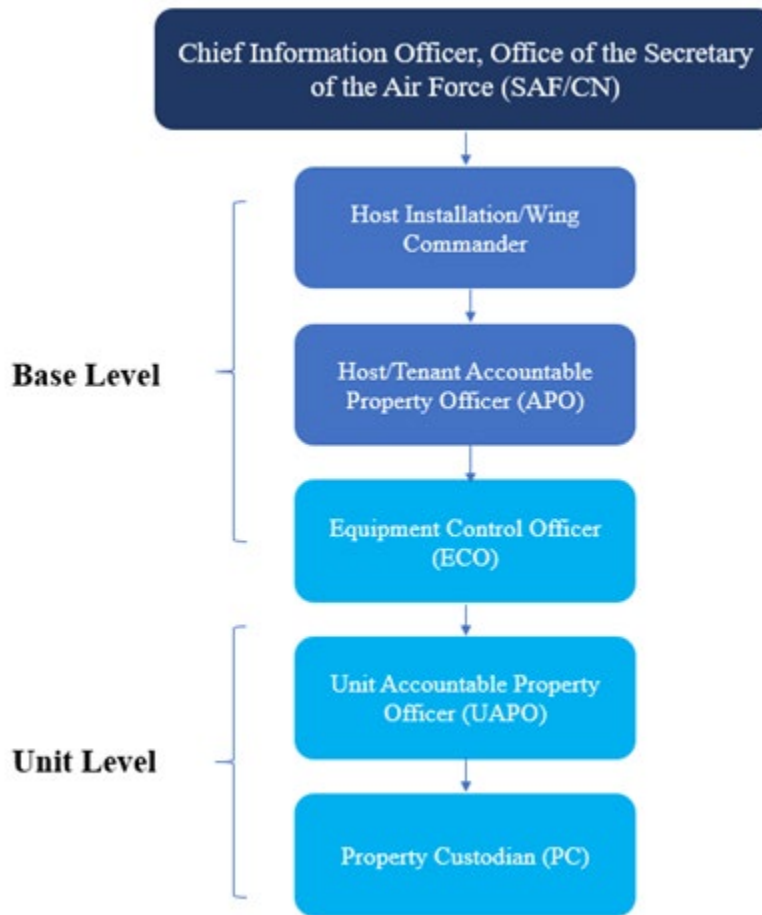 Chief Information Officer, Office of the Secretary
of the Air Force (SAF/CN)
Host Installation/Wing
Commander
Base Level
Host/Tenant Accountable
Property Officer (APO)
Equipment Control Officer
(ECO)
Unit Accountable Property
Officer (UAPO)
Unit Level
Property Custodian (PC)